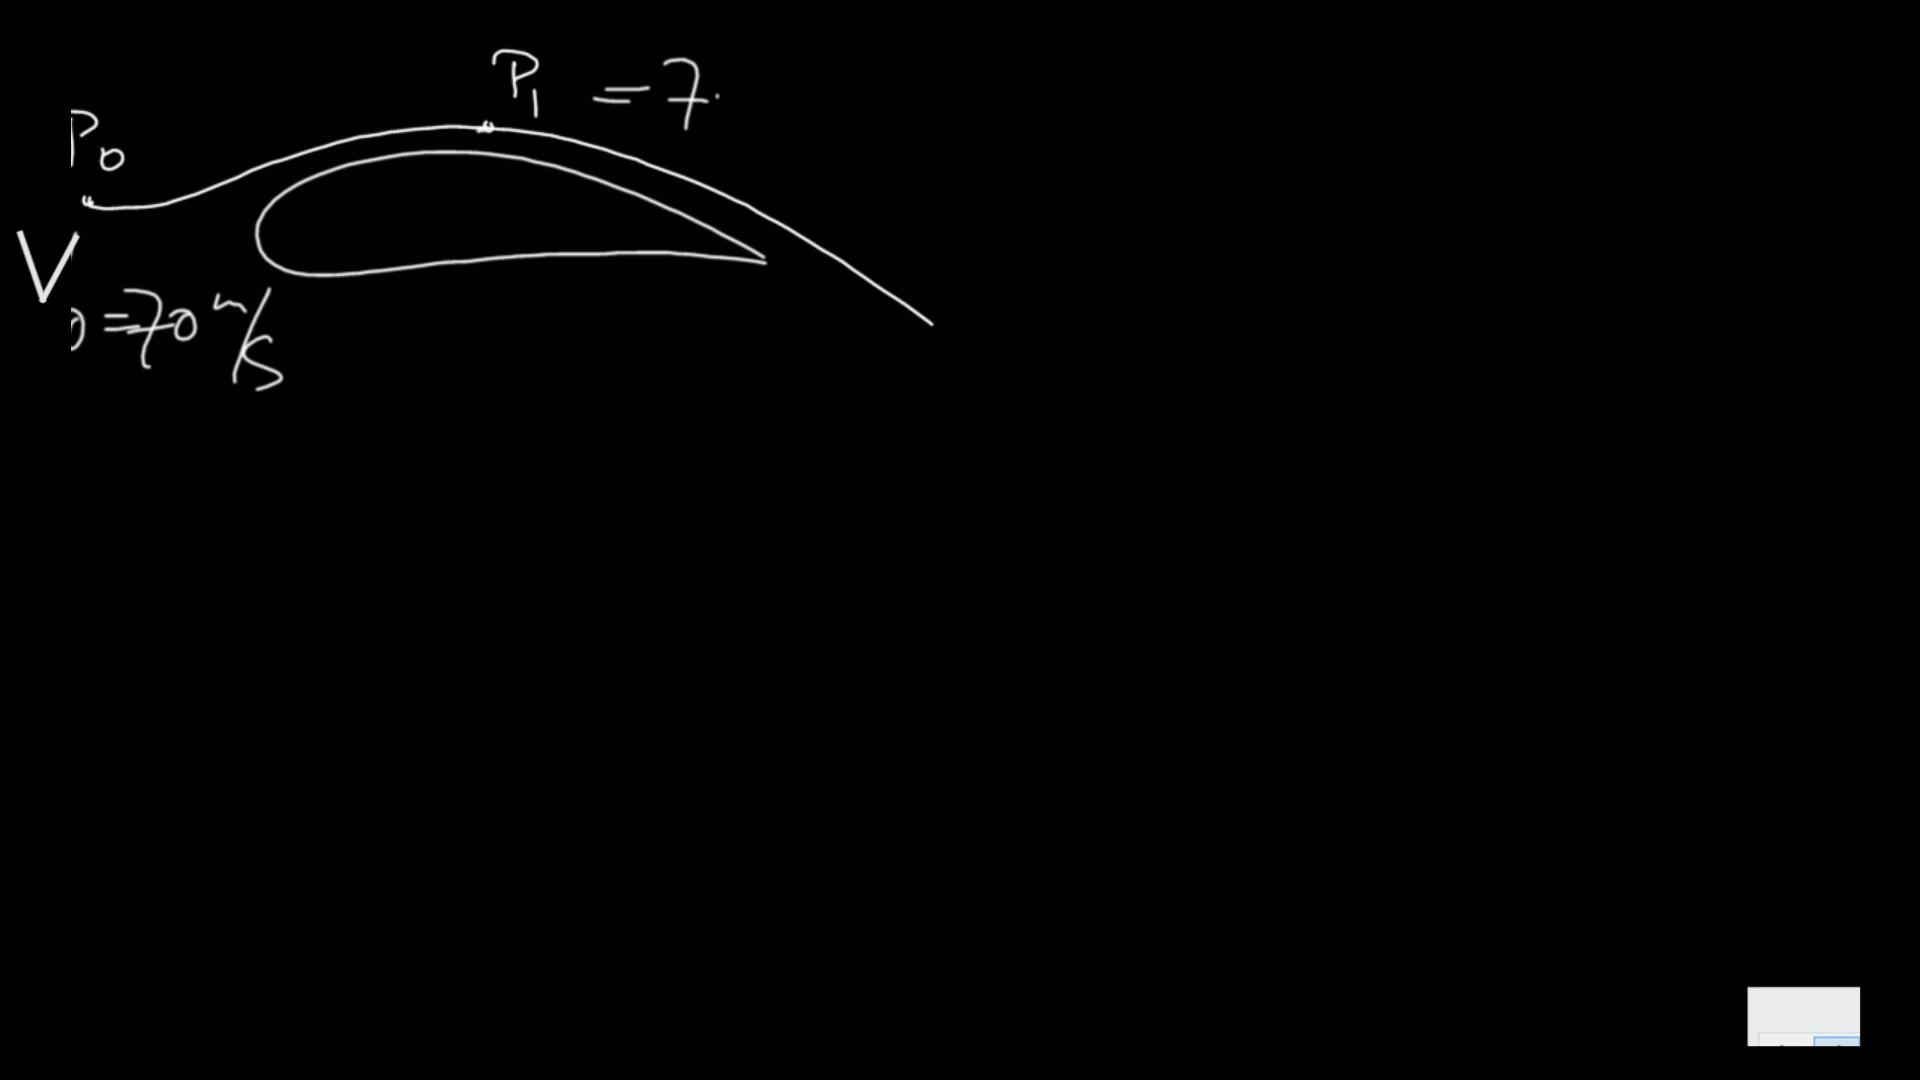 P₁ = 7.
P₀
V₀ = 70 m/s